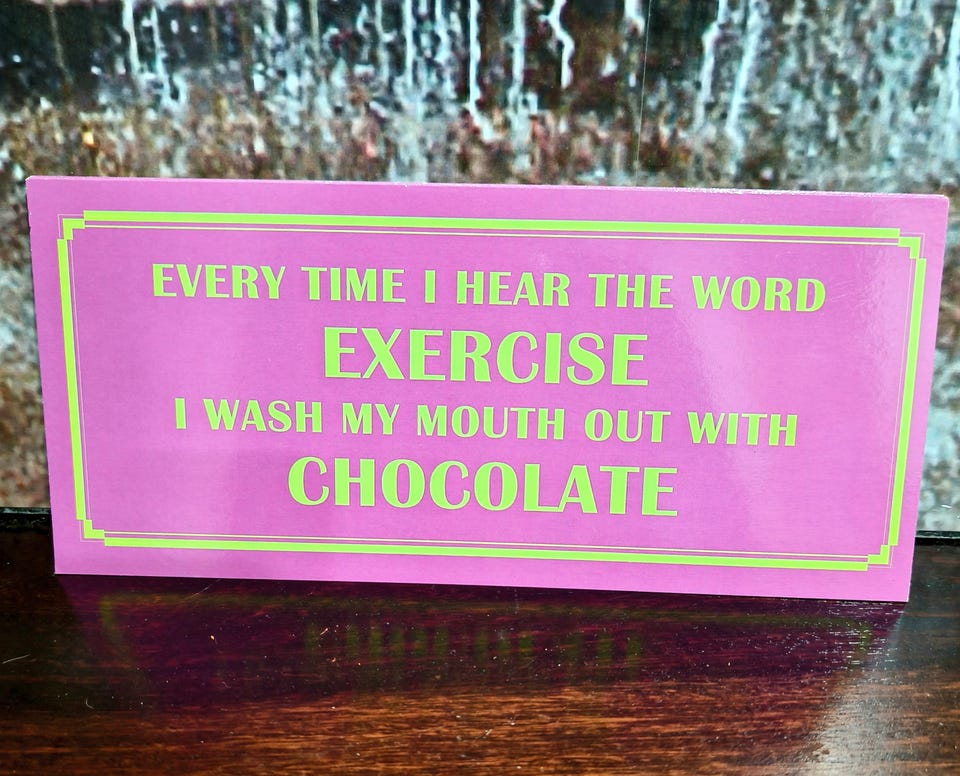 EVERY TIME I HEAR THE WORD
EXERCISE
I WASH MY MOUTH OUT WITH
CHOCOLATE